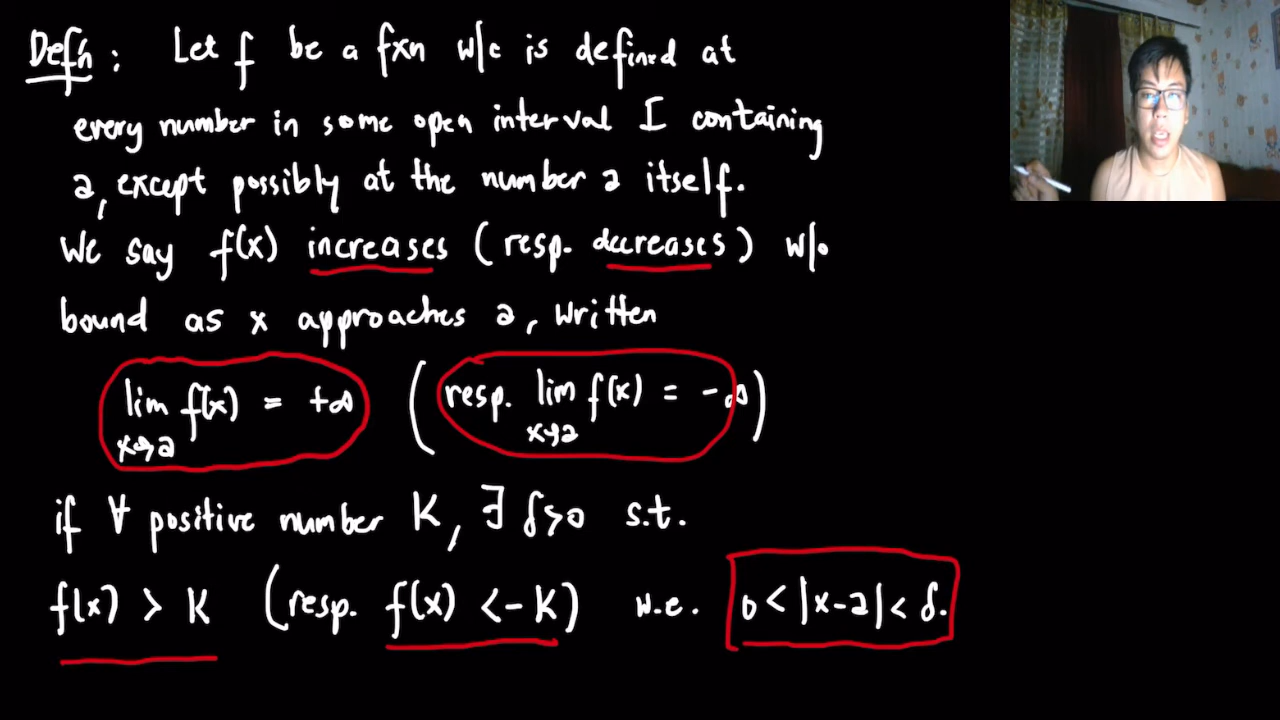 Def'n: Let f be a fxn w/c is defined at
every number in some open interval I containing
a, except possibly at the number a itself.
We say f(x) increases (resp. decreases) w/o
bound as x approaches a, written
lim f(x) = +∞ (resp. lim f(x) = -∞)
x→a x→a
if ∀ positive number K, ∃ δ>0 s.t.
f(x) > K (resp. f(x) <-K) w.e. 0 < |x-a| < δ.